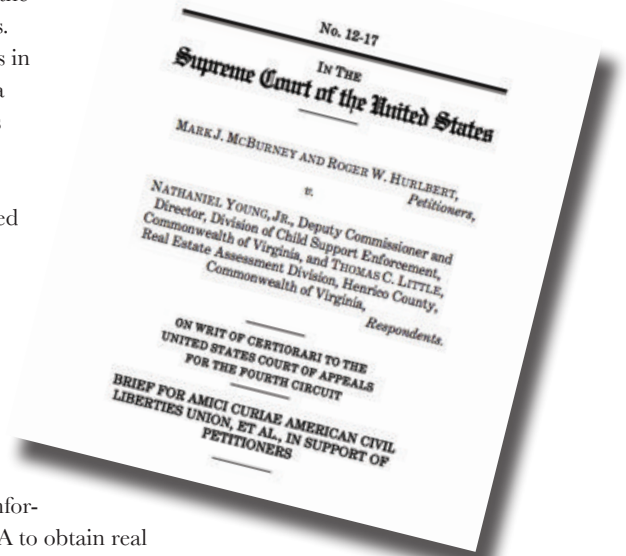 s.
s in
a
s
ed
nfor-
A to obtain real
No. 12-17
IN THE
Supreme Court of the United States
MARK J. MCBURNEY AND ROGER W. HURLBERT,
Petitioners,
v.
NATHANIEL YOUNG, JR., Deputy Commissioner and
Director, Division of Child Support Enforcement,
Commonwealth of Virginia, and THOMAS C. LITTLE,
Real Estate Assessment Division, Henrico County,
Commonwealth of Virginia,
Respondents.
ON WRIT OF CERTIORARI TO THE
UNITED STATES COURT OF APPEALS
FOR THE FOURTH CIRCUIT
BRIEF FOR AMICI CURIAE AMERICAN CIVIL
LIBERTIES UNION, ET AL., IN SUPPORT OF
PETITIONERS